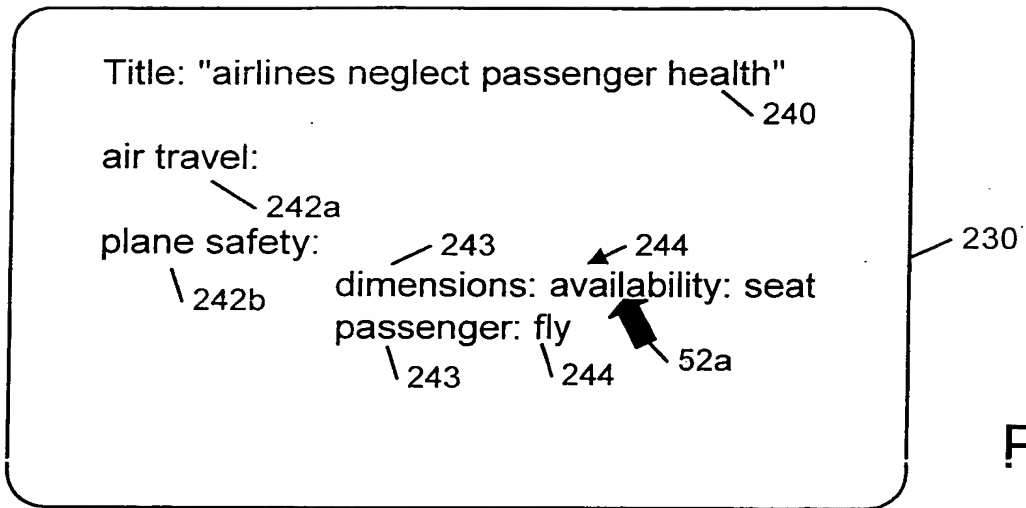 Title: "airlines neglect passenger health"
240
air travel:
242a
plane safety:
243
244
230
242b
dimensions: availability: seat
passenger: fly
243
244
52a